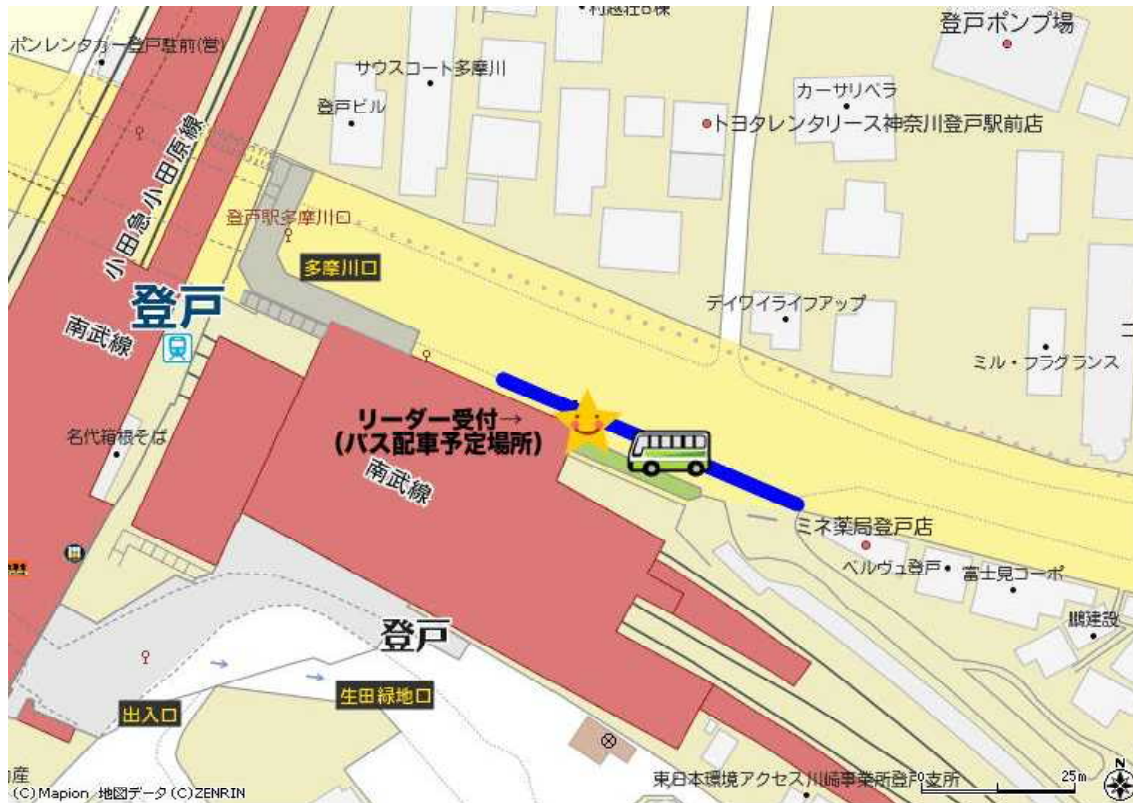 登戸ポンプ場
ポンレンタカー登戸駅前(営)
サウスコート多摩川
登戸ビル
カーサリベラ
トヨタレンタリース神奈川登戸駅前店
小田急小田原線
登戸駅多摩川口
多摩川口
登戸
南武線
デイワイライフアップ
ミル・フラグランス
リーダー受付→
(バス配車予定場所)
名代箱根そば
南武線
ミネ薬局登戸店
ベルヴュ登戸
富士見コーポ
鵬建設
登戸
生田緑地口
出入口
東日本環境アクセス川崎事業所登戸支所
0
25m
N
(C)Mapion 地図データ(C)ZENRIN